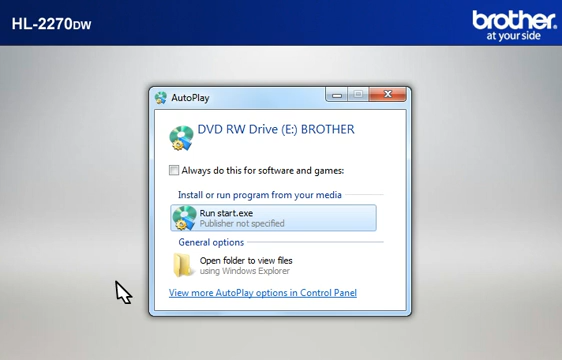 HL-2270DW
brother
at your side
AutoPlay
DVD RW Drive (E:) BROTHER
Always do this for software and games:
Install or run program from your media
Run start.exe
Publisher not specified
General options
Open folder to view files
using Windows Explorer
View more AutoPlay options in Control Panel